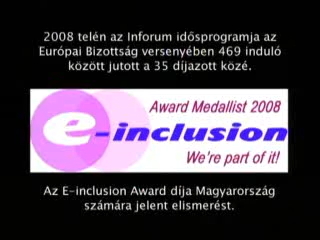 2008 telén az Inforum idősprogramja az
Európai Bizottság versenyében 469 induló
között jutott a 35 díjazott közé.
Award Medallist 2008
e-inclusion
We're part of it!
Az E-inclusion Award díja Magyarország
számára jelent elismerést.